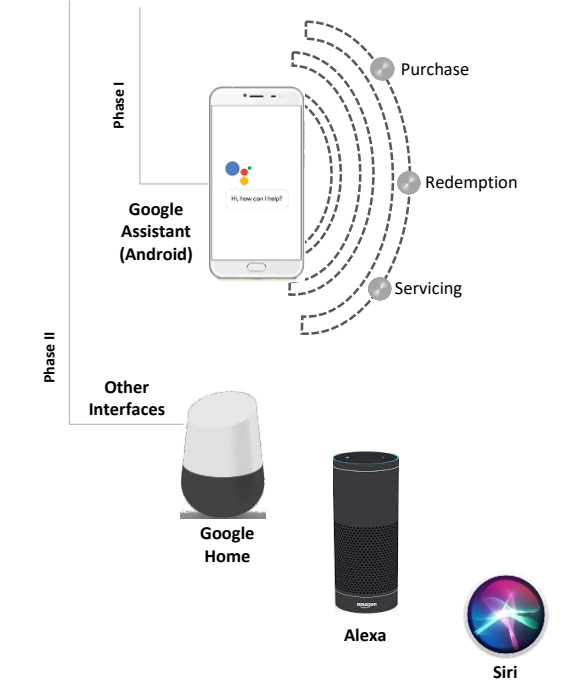 Purchase
Phase I
Redemption
Hi, how can I help?
Google
Assistant
(Android)
Servicing
Phase II
Other
Interfaces
Google
Home
amazon
Alexa
Siri